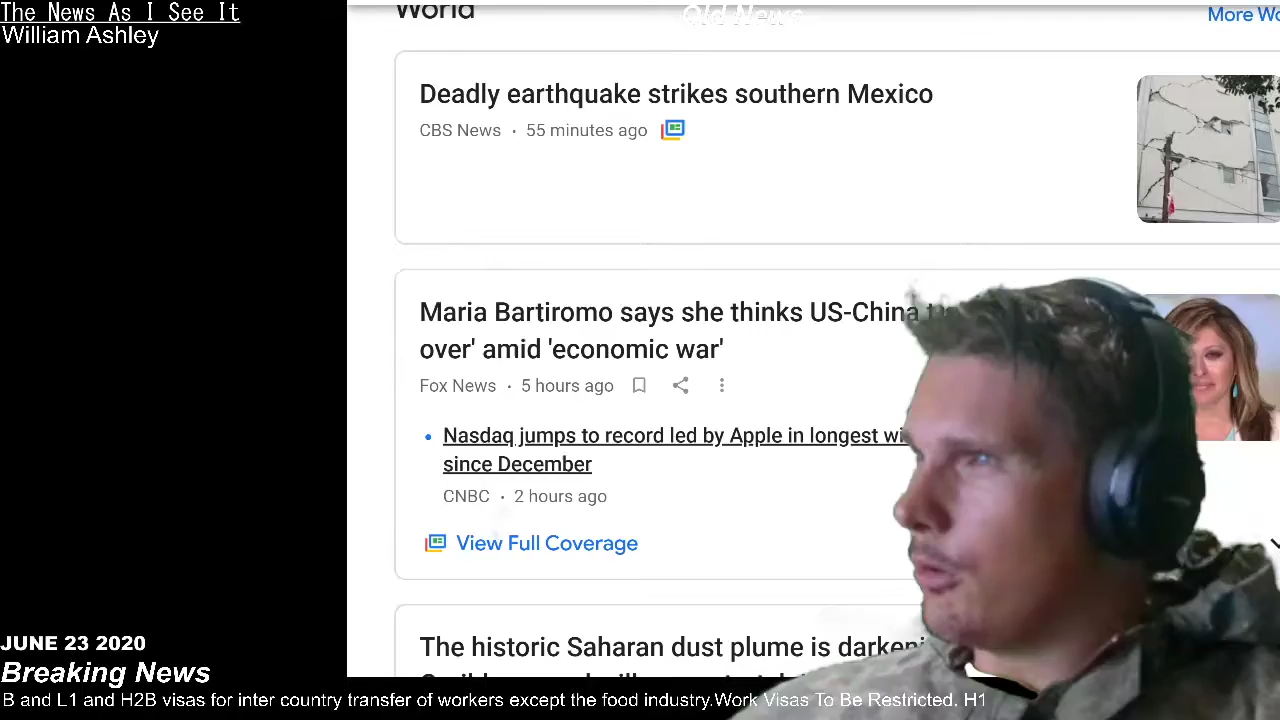 The News As I See It
William Ashley
World
Old News
More Wo
Deadly earthquake strikes southern Mexico
CBS News · 55 minutes ago
Maria Bartiromo says she thinks US-China
over' amid 'economic war'
Fox News · 5 hours ago
Nasdaq jumps to record led by Apple in longest
since December
CNBC · 2 hours ago
View Full Coverage
The historic Saharan dust plume is
JUNE 23 2020
Breaking News
B and L1 and H2B visas for inter country transfer of workers except the food industry.Work Visas To Be Restricted. H1